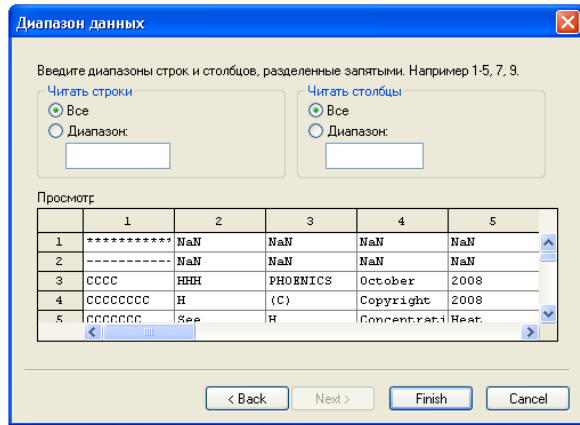 Диапазон данных
Введите диапазоны строк и столбцов, разделенные запятыми. Например 1-5, 7, 9.
Читать строки Читать столбцы
Все Все
Диапазон: Диапазон:
Просмотр
1 2 3 4 5
1 *********** NaN NaN NaN NaN
2 ----------- NaN NaN NaN NaN
3 CCCC HHH PHOENICS October 2008
4 CCCCCCCC H (C) Copyright 2008
5 CCCCCCC See H Concentrati Heat
< Back Next > Finish Cancel